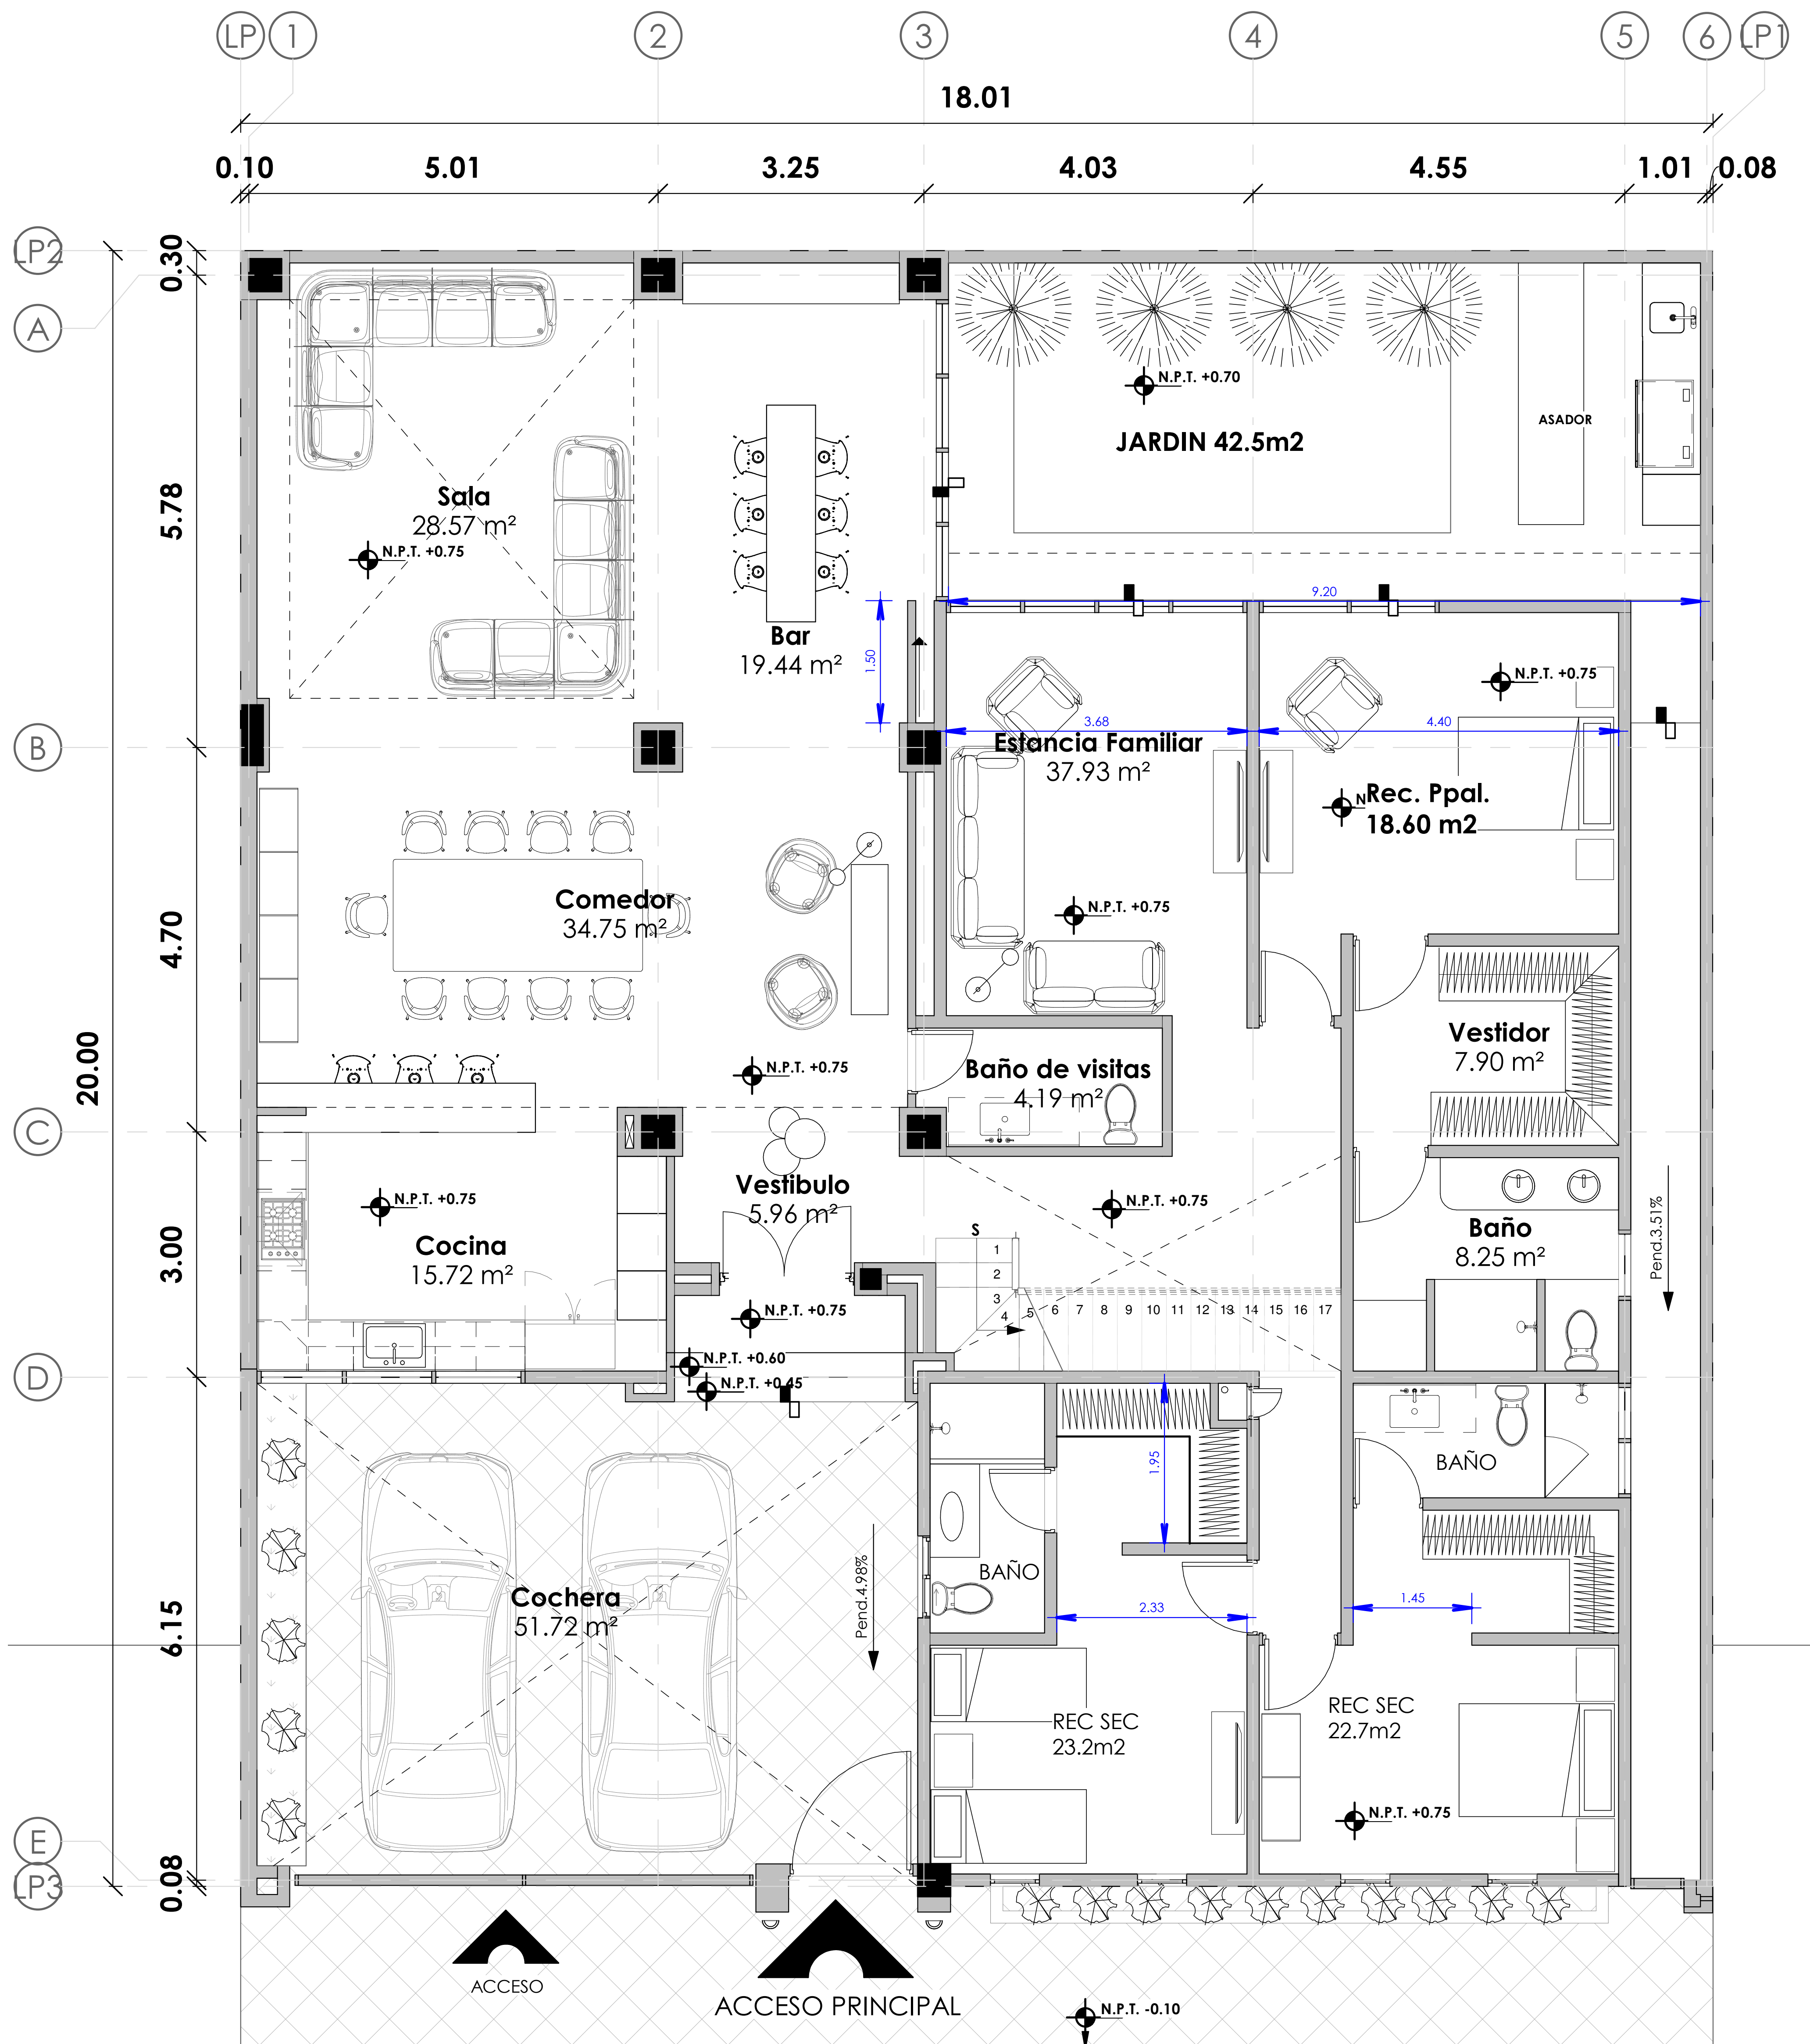 LP 1 2 3 4 5 6 LP1
18.01
0.10 5.01 3.25 4.03 4.55 1.01 0.08
LP2
0.30
A
5.78
B
4.70
20.00
C
3.00
D
6.15
E
0.08
LP3
N.P.T. +0.70
JARDIN 42.5m2
ASADOR
Sala
28.57 m²
N.P.T. +0.75
9.20
Bar
19.44 m²
1.50
N.P.T. +0.75
3.68
4.40
Estancia Familiar
37.93 m²
N
Rec. Ppal.
18.60 m2
Comedor
34.75 m²
N.P.T. +0.75
N.P.T. +0.75
Baño de visitas
4.19 m²
Vestidor
7.90 m²
Vestibulo
5.96 m²
N.P.T. +0.75
N.P.T. +0.75
Cocina
15.72 m²
Baño
8.25 m²
Pend.3.51%
S
1
2
3
4 5 6 7 8 9 10 11 12 13 14 15 16 17
N.P.T. +0.75
N.P.T. +0.60
N.P.T. +0.45
1.95
BAÑO
BAÑO
Cochera
51.72 m²
Pend.4.98%
2.33
1.45
REC SEC
23.2m2
REC SEC
22.7m2
N.P.T. +0.75
ACCESO
ACCESO PRINCIPAL
N.P.T. -0.10